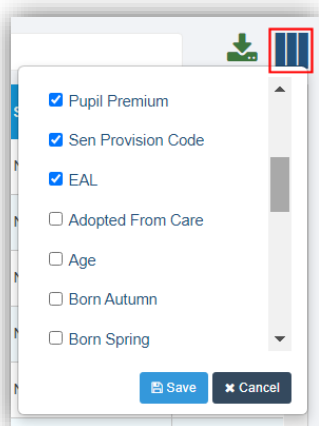 Pupil Premium
Sen Provision Code
EAL
Adopted From Care
Age
Born Autumn
Born Spring
Save Cancel